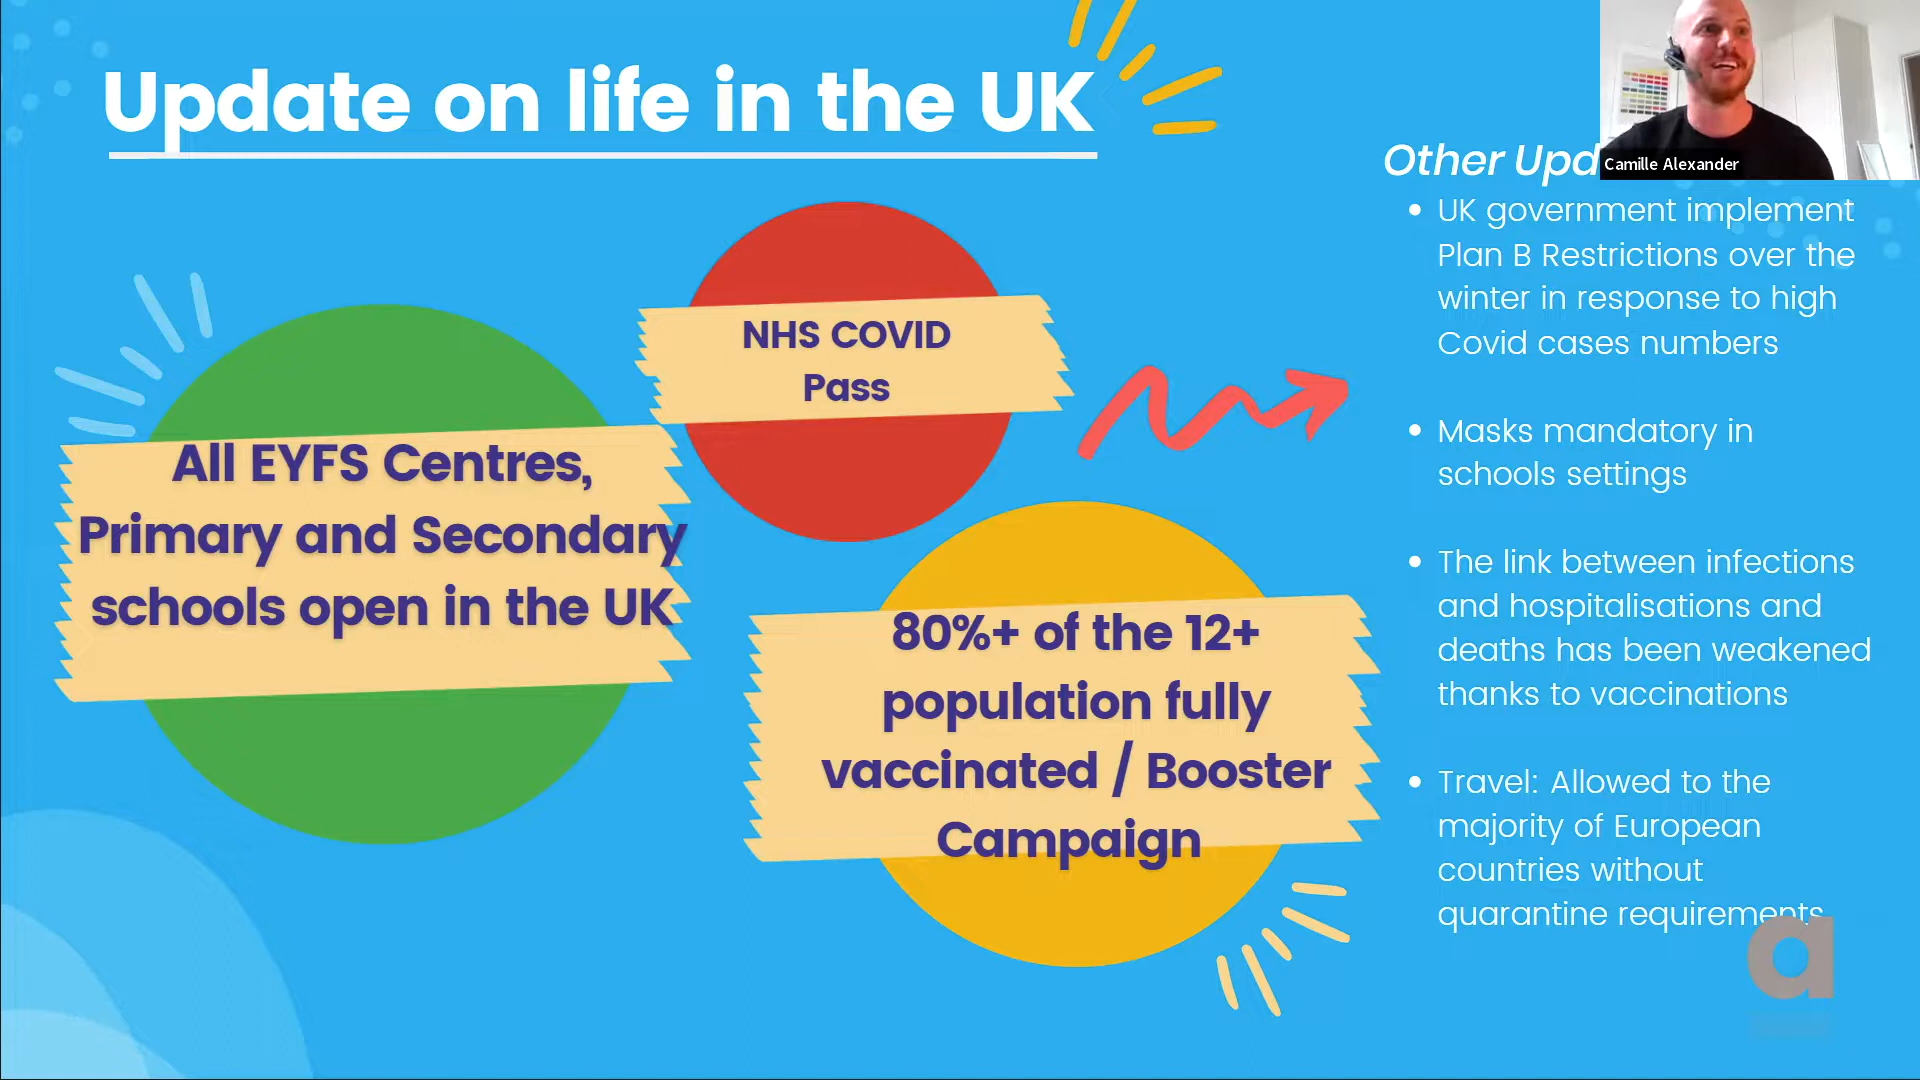 Update on life in the UK
Camille Alexander
NHS COVID
Pass
All EYFS Centres,
Primary and Secondary
schools open in the UK
80%+ of the 12+
population fully
vaccinated / Booster
Campaign
Other
UK government implement
Plan B Restrictions over the
winter in response to high
Covid cases numbers
Masks mandatory in
schools settings
The link between infections
and hospitalisations and
deaths has been weakened
thanks to vaccinations
Travel: Allowed to the
majority of European
countries without
quarantine requirements
a